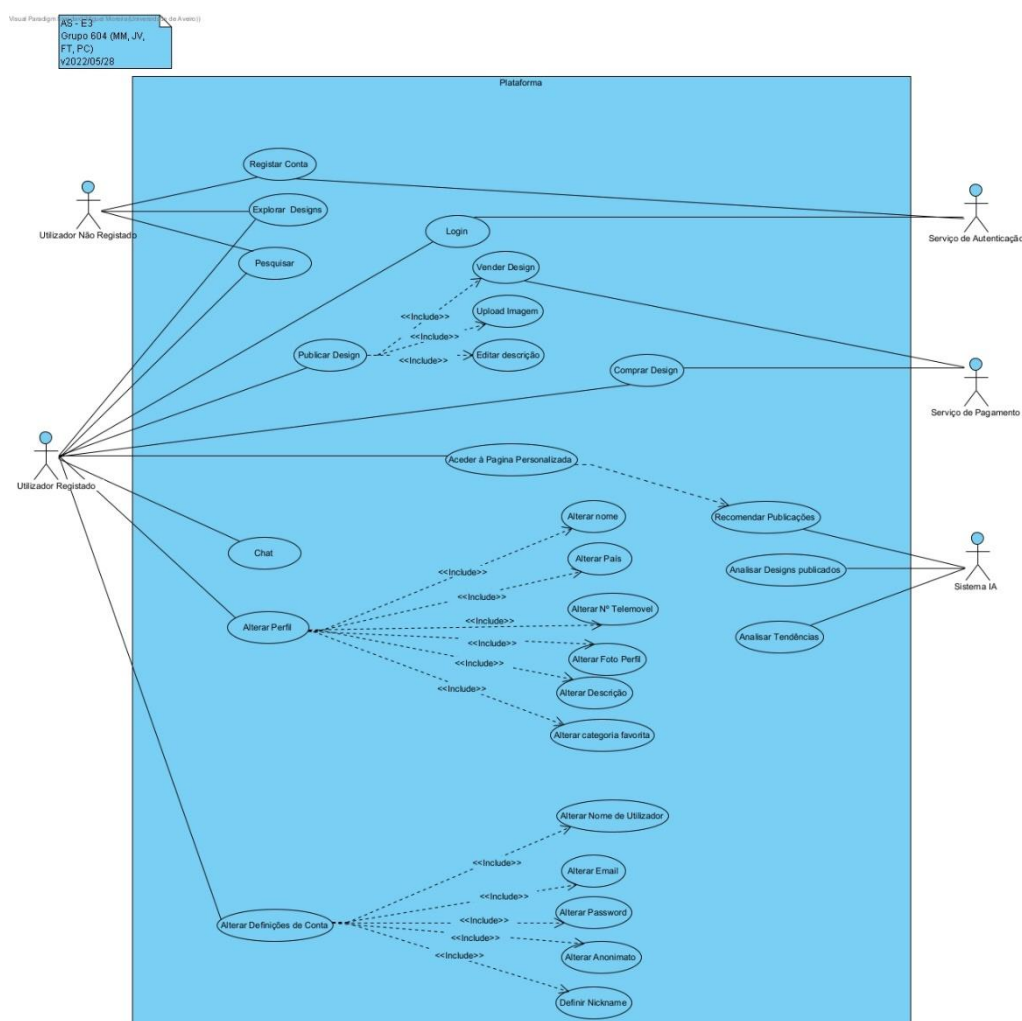 AS - E3
Grupo 604 (MM, JV,
FT, PC)
v2022/05/28
Plataforma
Registar Conta
Utilizador Não Registado
Explorar Designs
Login
Serviço de Autenticação
Pesquisar
Vender Design
<<Include>>
Upload Imagem
<<Include>>
Publicar Design
<<Include>>
Editar descrição
Comprar Design
Serviço de Pagamento
Aceder à Pagina Personalizada
Utilizador Registado
Alterar nome
Recomendar Publicações
Chat
Alterar País
<<Include>>
Analisar Designs publicados
Sistema IA
<<Include>>
Alterar Nº Telemovel
Alterar Perfil
<<Include>>
Analisar Tendências
<<Include>>
Alterar Foto Perfil
<<Include>>
<<Include>>
Alterar Descrição
Alterar categoria favorita
Alterar Nome de Utilizador
<<Include>>
Alterar Email
<<Include>>
Alterar Password
Alterar Definições de Conta
<<Include>>
<<Include>>
Alterar Anonimato
<<Include>>
Definir Nickname